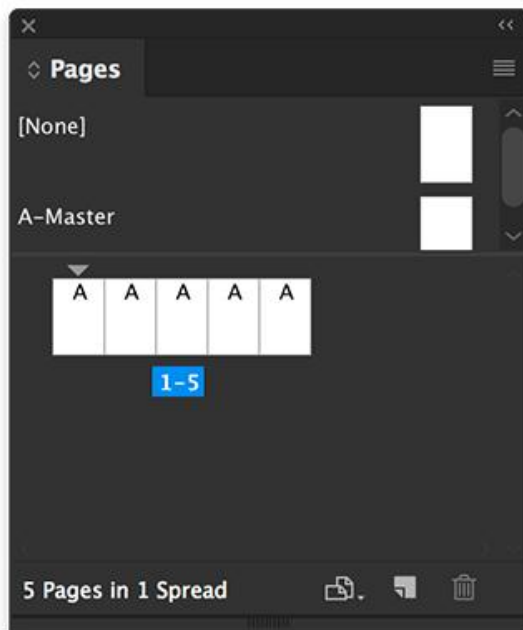 Pages
[None]
A-Master
A A A A A
1-5
5 Pages in 1 Spread